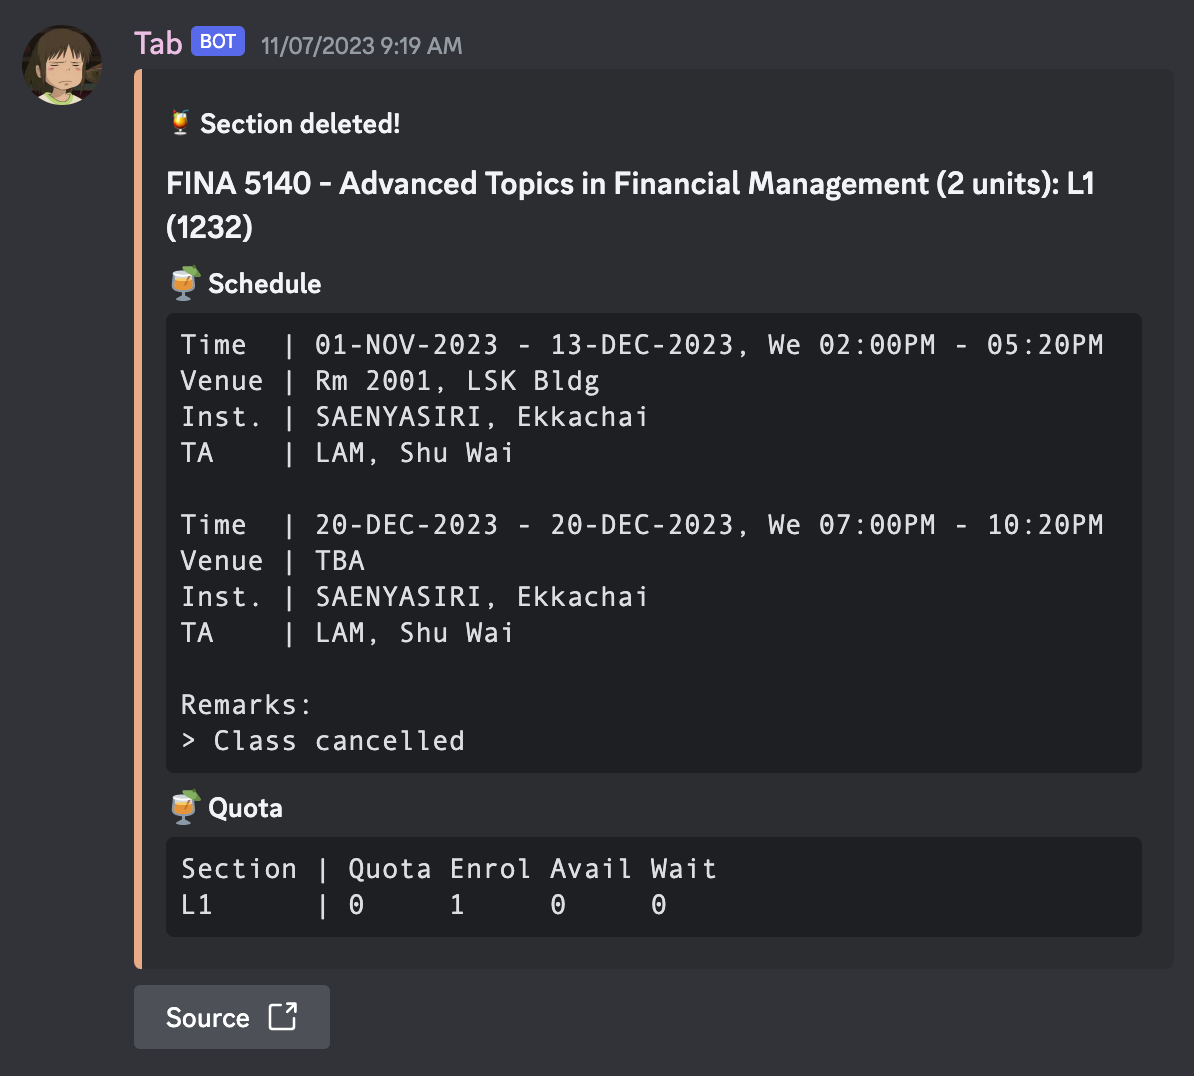 Tab BOT 11/07/2023 9:19 AM
Section deleted!
FINA 5140 - Advanced Topics in Financial Management (2 units): L1
(1232)
Schedule
Time | 01-NOV-2023 - 13-DEC-2023, We 02:00PM - 05:20PM
Venue | Rm 2001, LSK Bldg
Inst. | SAENYASIRI, Ekkachai
TA | LAM, Shu Wai
Time | 20-DEC-2023 - 20-DEC-2023, We 07:00PM - 10:20PM
Venue | TBA
Inst. | SAENYASIRI, Ekkachai
TA | LAM, Shu Wai
Remarks:
> Class cancelled
Quota
Section | Quota Enrol Avail Wait
L1 | 0 1 0 0
Source